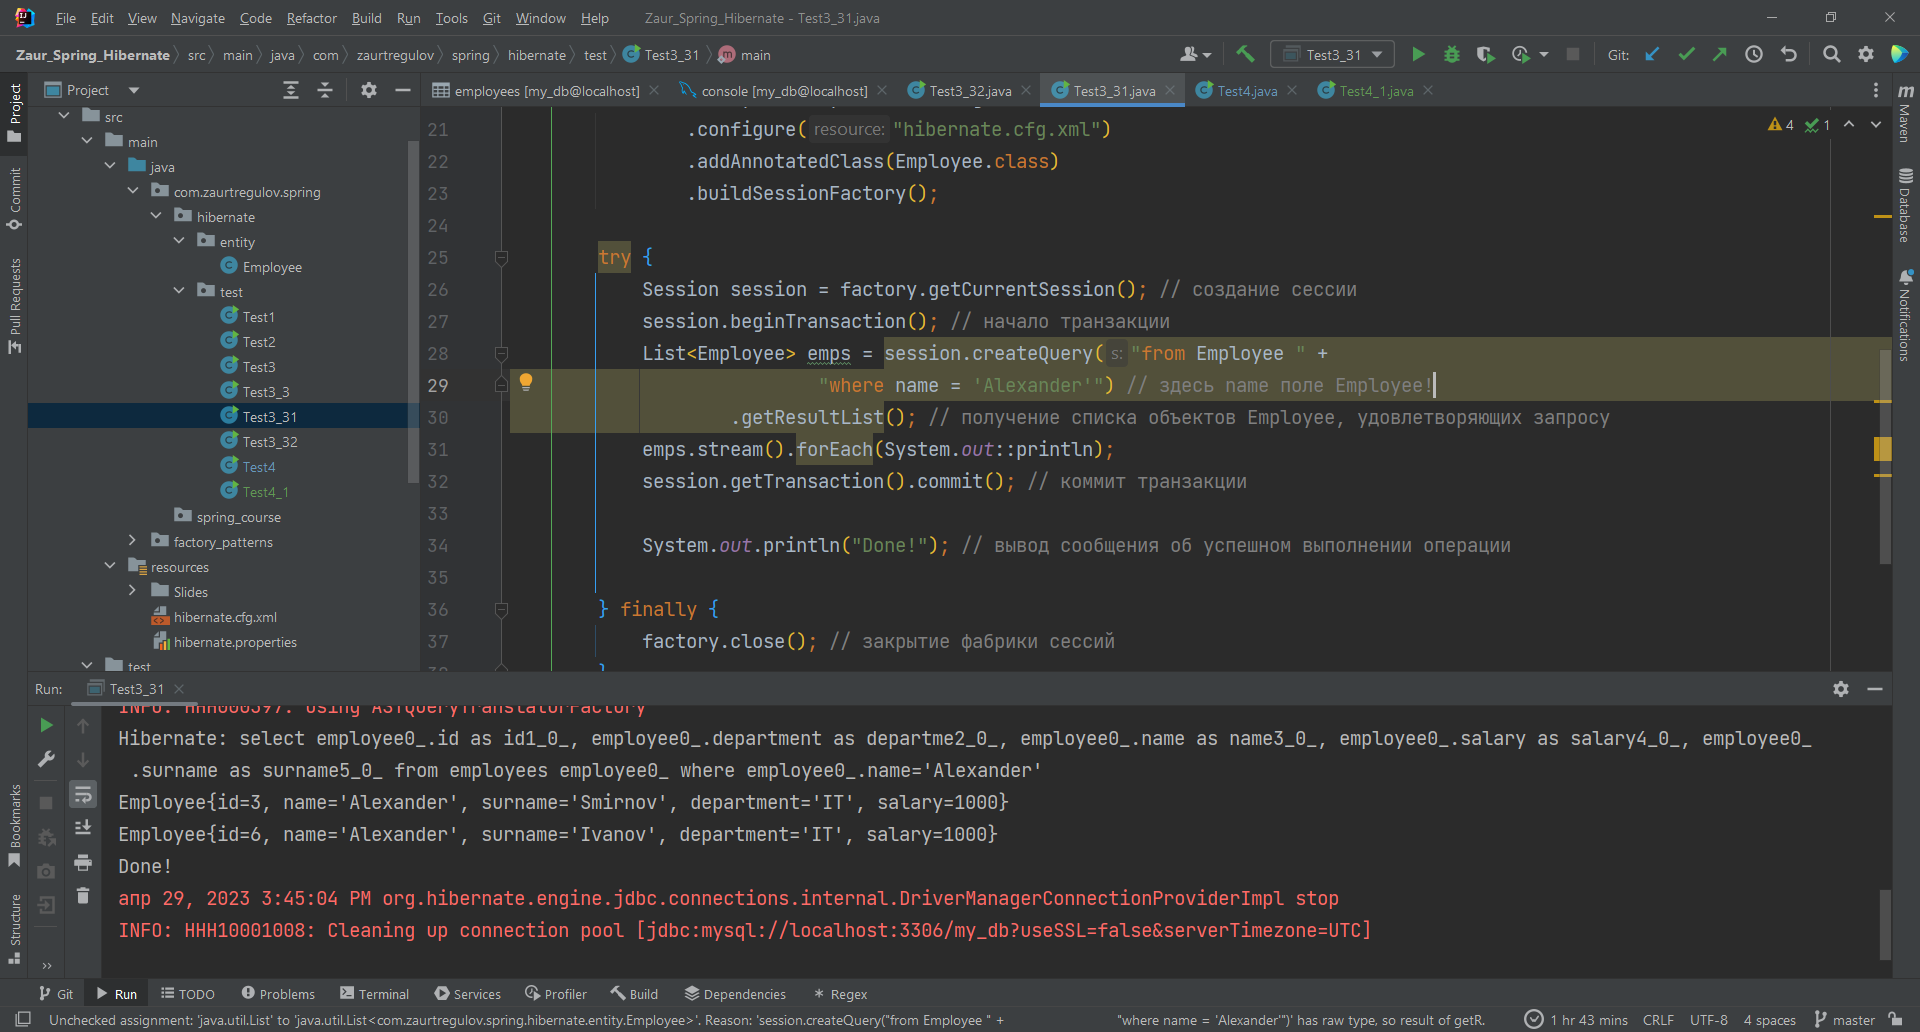 File Edit View Navigate Code Refactor Build Run Tools Git Window Help Zaur_Spring_Hibernate - Test3_31.java
Zaur_Spring_Hibernate src main java com zaurtregulov spring hibernate test Test3_31 main
Test3_31
Git:
Project
employees [my_db@localhost] console [my_db@localhost] Test3_32.java Test3_31.java Test4.java Test4_1.java
Project
Commit
Pull Requests
Bookmarks
Structure
src
main
java
com.zaurtregulov.spring
hibernate
entity
Employee
test
Test1
Test2
Test3
Test3_3
Test3_31
Test3_32
Test4
Test4_1
spring_course
factory_patterns
resources
Slides
hibernate.cfg.xml
hibernate.properties
test
4 1
21 .configure( resource: "hibernate.cfg.xml")
22 .addAnnotatedClass(Employee.class)
23 .buildSessionFactory();
24
25 try {
26 Session session = factory.getCurrentSession(); // создание сессии
27 session.beginTransaction(); // начало транзакции
28 List<Employee> emps = session.createQuery( s: "from Employee " +
29 "where name = 'Alexander'") // здесь name поле Employee!
30 .getResultList(); // получение списка объектов Employee, удовлетворяющих запросу
31 emps.stream().forEach(System.out::println);
32 session.getTransaction().commit(); // коммит транзакции
33
34 System.out.println("Done!"); // вывод сообщения об успешном выполнении операции
35
36 } finally {
37 factory.close(); // закрытие фабрики сессий
38 }
m Maven
Database
Notifications
Run: Test3_31
INFO: HHH000397: Using ASTQueryTranslatorFactory
Hibernate: select employee0_.id as id1_0_, employee0_.department as departme2_0_, employee0_.name as name3_0_, employee0_.salary as salary4_0_, employee0_
.surname as surname5_0_ from employees employee0_ where employee0_.name='Alexander'
Employee{id=3, name='Alexander', surname='Smirnov', department='IT', salary=1000}
Employee{id=6, name='Alexander', surname='Ivanov', department='IT', salary=1000}
Done!
апр 29, 2023 3:45:04 PM org.hibernate.engine.jdbc.connections.internal.DriverManagerConnectionProviderImpl stop
INFO: HHH10001008: Cleaning up connection pool [jdbc:mysql://localhost:3306/my_db?useSSL=false&serverTimezone=UTC]
Git Run TODO Problems Terminal Services Profiler Build Dependencies Regex
Unchecked assignment: 'java.util.List' to 'java.util.List<com.zaurtregulov.spring.hibernate.entity.Employee>'. Reason: 'session.createQuery("from Employee " + "where name = 'Alexander'")' has raw type, so result of getR. 1 hr 43 mins CRLF UTF-8 4 spaces master